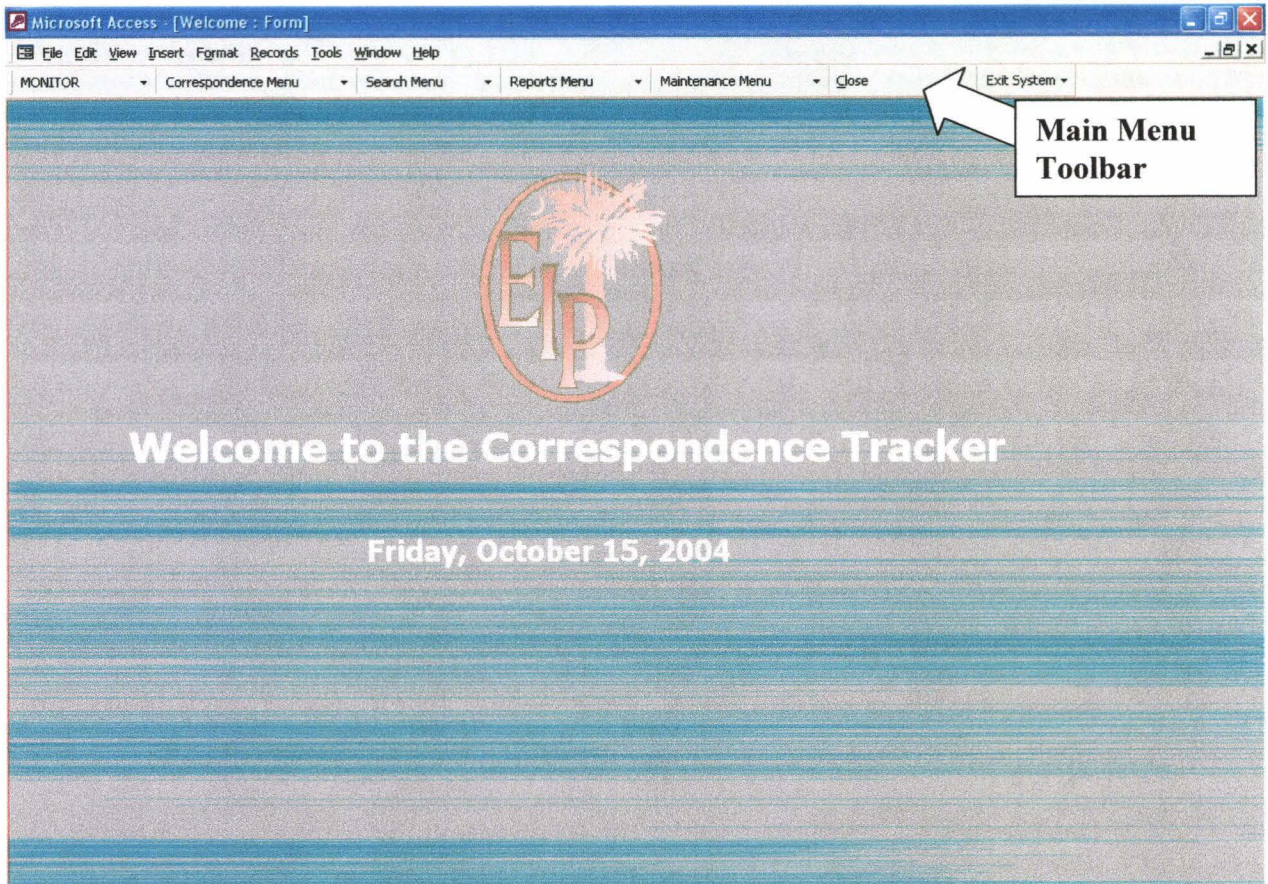 Microsoft Access - [Welcome : Form]
File Edit View Insert Format Records Tools Window Help
MONITOR Correspondence Menu Search Menu Reports Menu Maintenance Menu Close Exit System
Main Menu
Toolbar
EIP
Welcome to the Correspondence Tracker
Friday, October 15, 2004